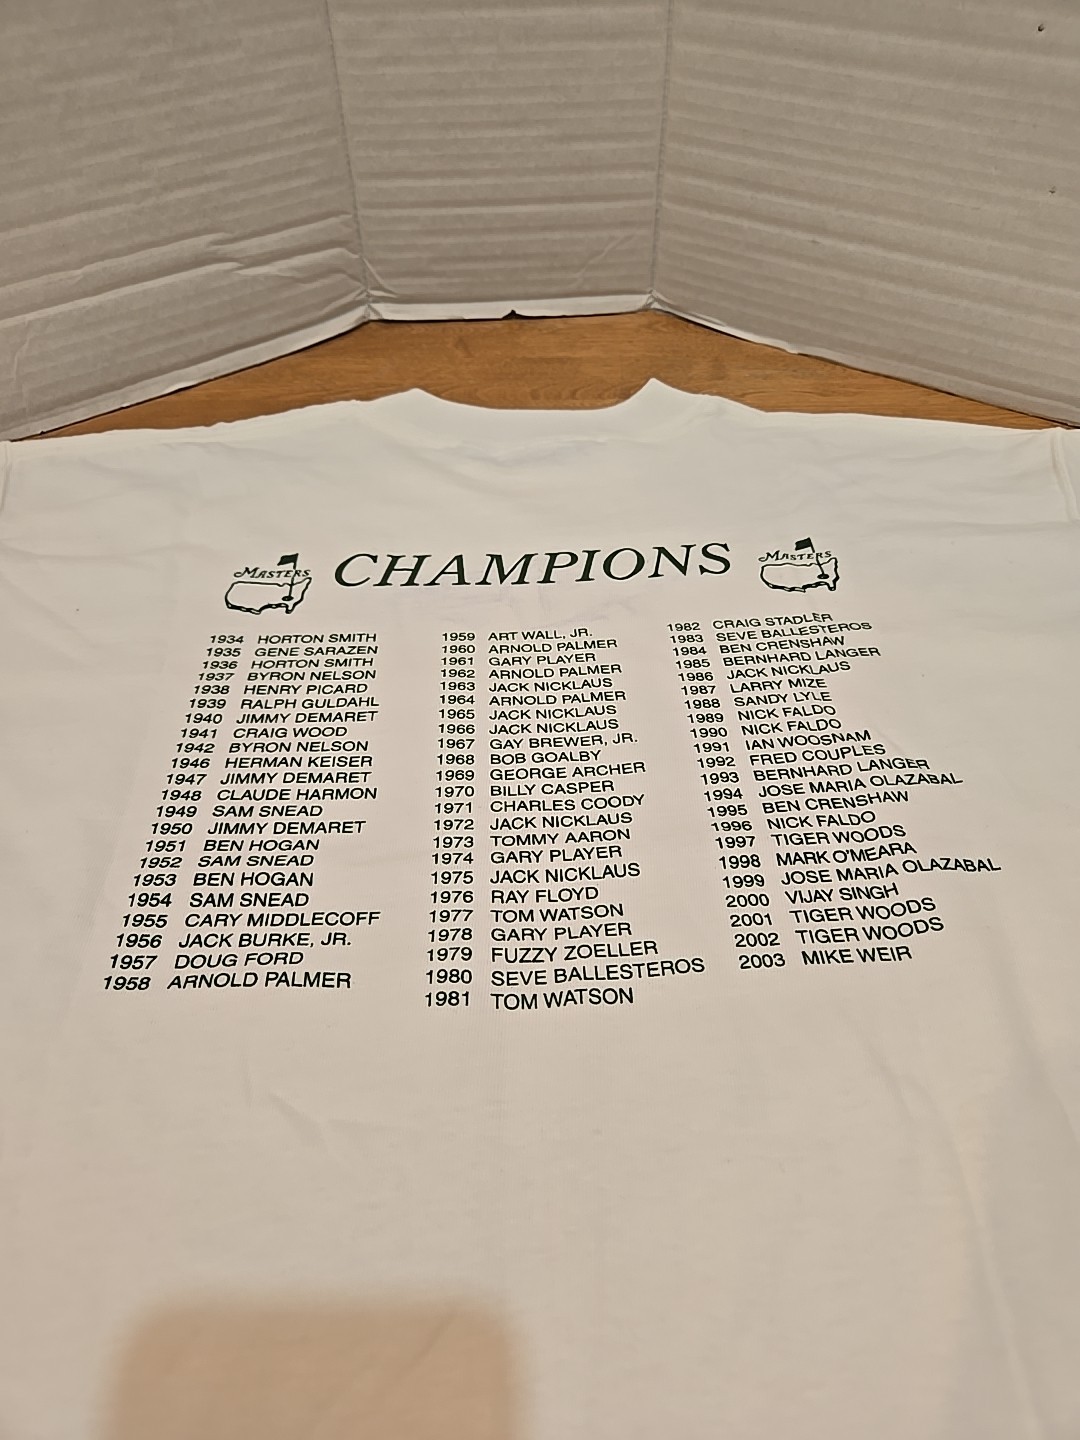 MASTERS
CHAMPIONS
MASTERS
1934 HORTON SMITH
1935 GENE SARAZEN
1936 HORTON SMITH
1937 BYRON NELSON
1938 HENRY PICARD
1939 RALPH GULDAHL
1940 JIMMY DEMARET
1941 CRAIG WOOD
1942 BYRON NELSON
1946 HERMAN KEISER
1947 JIMMY DEMARET
1948 CLAUDE HARMON
1949 SAM SNEAD
1950 JIMMY DEMARET
1951 BEN HOGAN
1952 SAM SNEAD
1953 BEN HOGAN
1954 SAM SNEAD
1955 CARY MIDDLECOFF
1956 JACK BURKE, JR.
1957 DOUG FORD
1958 ARNOLD PALMER
1959 ART WALL, JR.
1960 ARNOLD PALMER
1961 GARY PLAYER
1962 ARNOLD PALMER
1963 JACK NICKLAUS
1964 ARNOLD PALMER
1965 JACK NICKLAUS
1966 JACK NICKLAUS
1967 GAY BREWER, JR.
1968 BOB GOALBY
1969 GEORGE ARCHER
1970 BILLY CASPER
1971 CHARLES COODY
1972 JACK NICKLAUS
1973 TOMMY AARON
1974 GARY PLAYER
1975 JACK NICKLAUS
1976 RAY FLOYD
1977 TOM WATSON
1978 GARY PLAYER
1979 FUZZY ZOELLER
1980 SEVE BALLESTEROS
1981 TOM WATSON
1982 CRAIG STADLER
1983 SEVE BALLESTEROS
1984 BEN CRENSHAW
1985 BERNHARD LANGER
1986 JACK NICKLAUS
1987 LARRY MIZE
1988 SANDY LYLE
1989 NICK FALDO
1990 NICK FALDO
1991 IAN WOOSNAM
1992 FRED COUPLES
1993 BERNHARD LANGER
1994 JOSE MARIA OLAZABAL
1995 BEN CRENSHAW
1996 NICK FALDO
1997 TIGER WOODS
1998 MARK O'MEARA
1999 JOSE MARIA OLAZABAL
2000 VIJAY SINGH
2001 TIGER WOODS
2002 TIGER WOODS
2003 MIKE WEIR